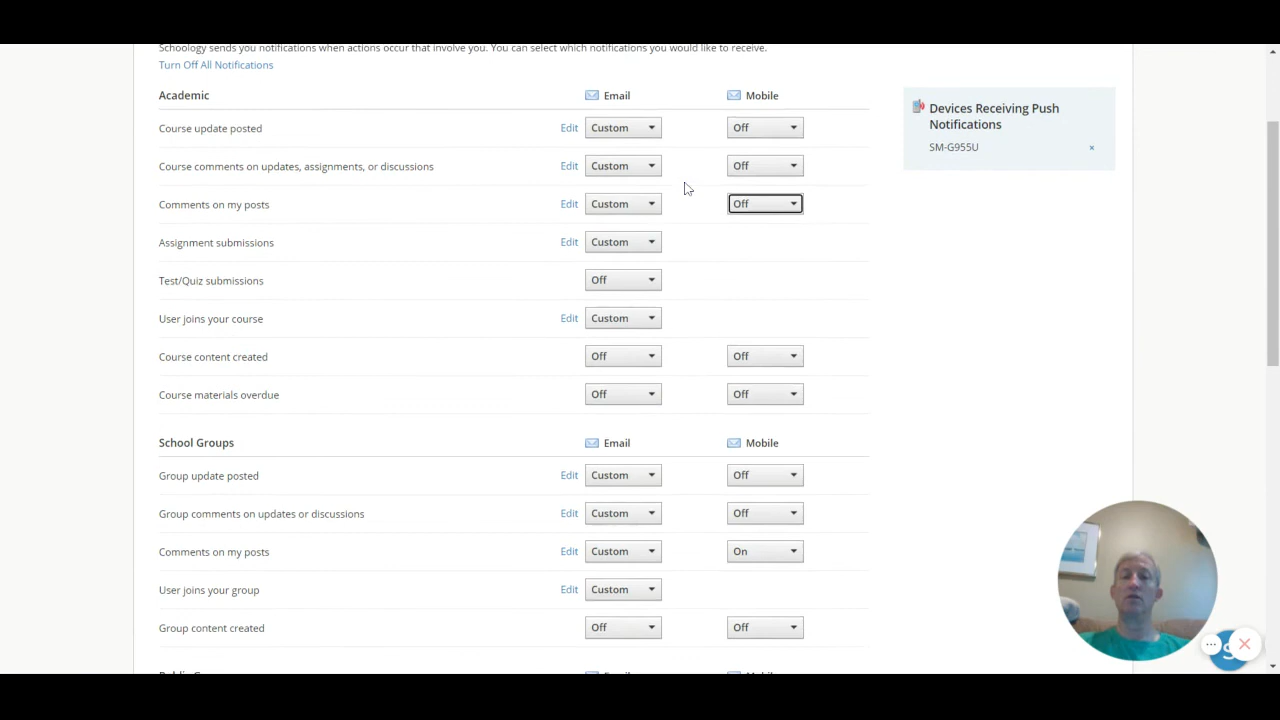 Schoology sends you notifications when actions occur that involve you. You can select which notifications you would like to receive.
Turn Off All Notifications
Academic Email Mobile
Course update posted Edit Custom Off
Course comments on updates, assignments, or discussions Edit Custom Off
Comments on my posts Edit Custom Off
Assignment submissions Edit Custom
Test/Quiz submissions Off
User joins your course Edit Custom
Course content created Off Off
Course materials overdue Off Off
School Groups Email Mobile
Group update posted Edit Custom Off
Group comments on updates or discussions Edit Custom Off
Comments on my posts Edit Custom On
User joins your group Edit Custom
Group content created Off Off
Devices Receiving Push
Notifications
SM-G955U ×